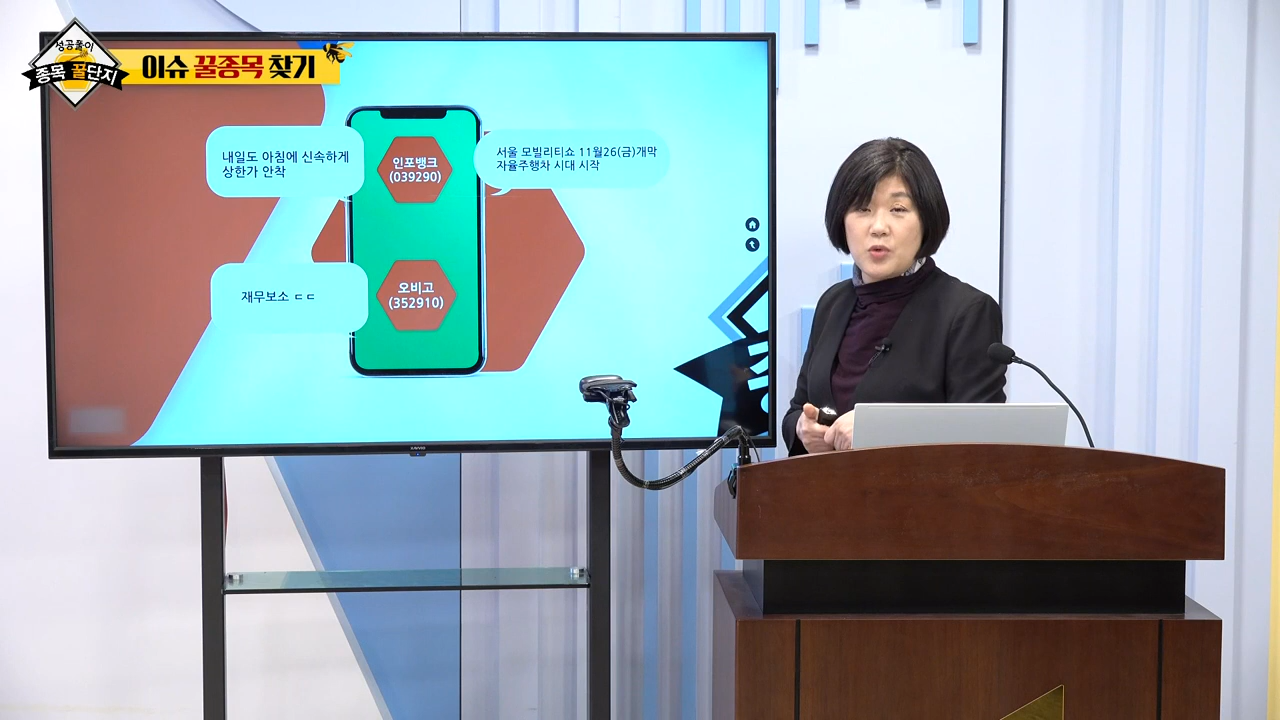 성공풀이
종목 꿀단지
이슈 꿀종목 찾기
내일도 아침에 신속하게
상한가 안착
인포뱅크
(039290)
서울 모빌리티쇼 11월26(금)개막
자율주행차 시대 시작
재무보소 ㄷㄷ
오비고
(352910)